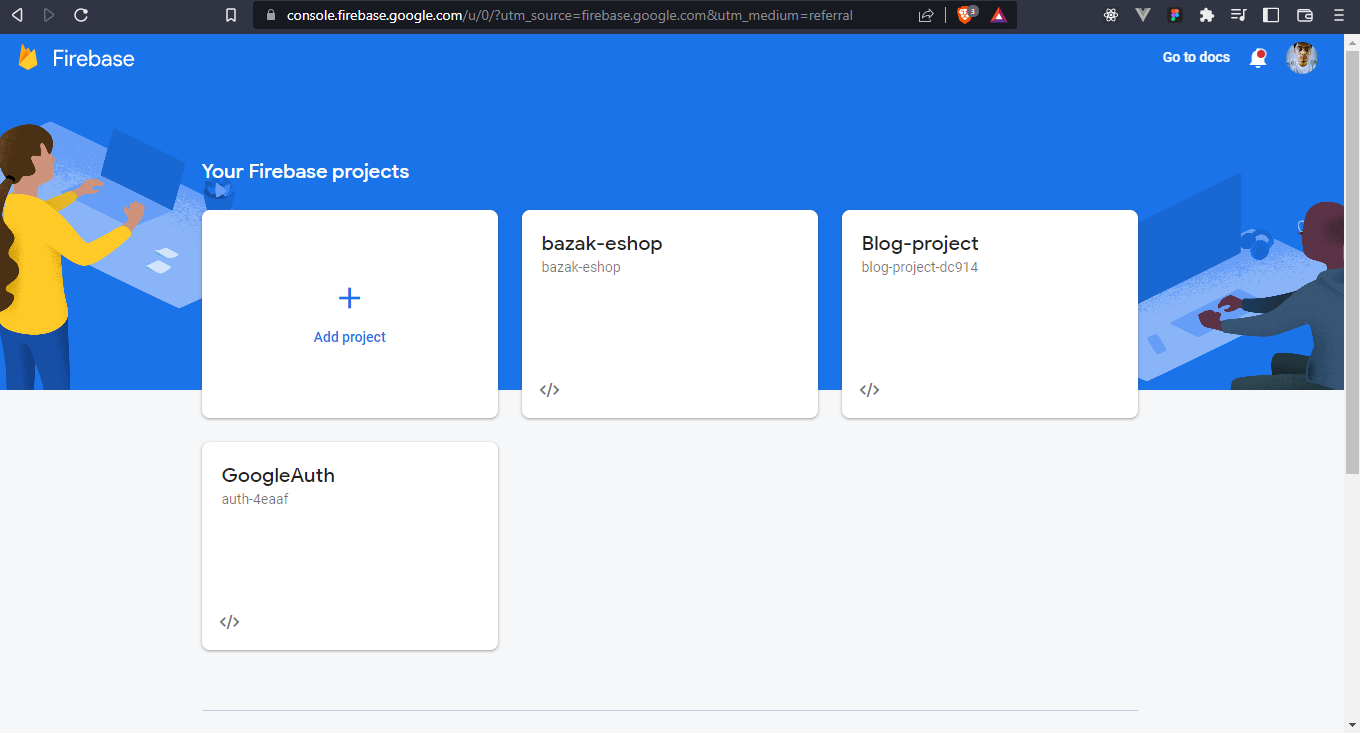 console.firebase.google.com/u/0/?utm_source=firebase.google.com&utm_medium=referral
3
Firebase
Go to docs
Your Firebase projects
Add project
bazak-eshop
bazak-eshop
</>
Blog-project
blog-project-dc914
</>
GoogleAuth
auth-4eaaf
</>